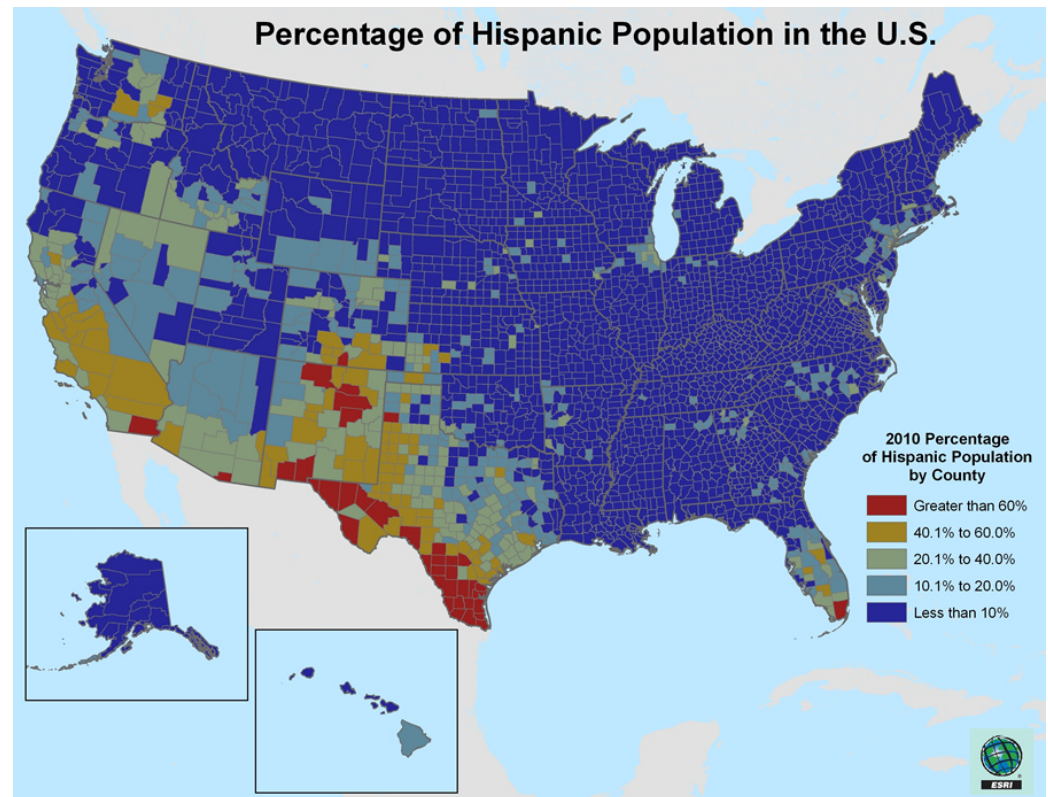 Percentage of Hispanic Population in the U.S.
2010 Percentage
of Hispanic Population
by County
Greater than 60%
40.1% to 60.0%
20.1% to 40.0%
10.1% to 20.0%
Less than 10%
ESRI